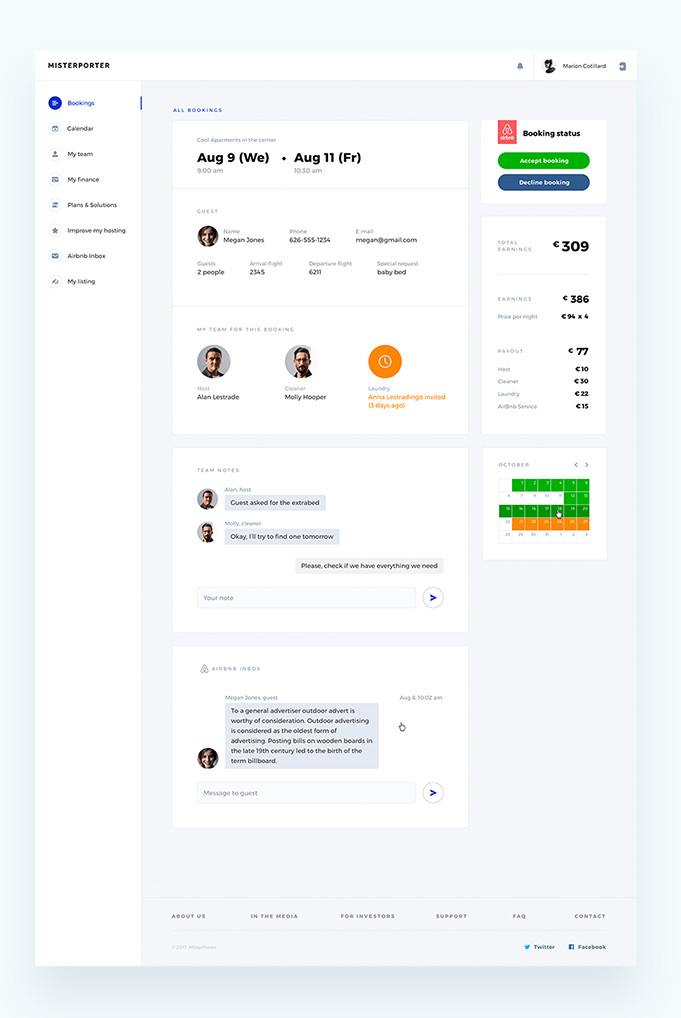 MISTERPORTER
Marion Cotillard
Bookings
Calendar
My team
My finance
Plans & Solutions
Improve my hosting
Airbnb Inbox
My listing
ALL BOOKINGS
Cool Aparments in the center
Aug 9 (We) • Aug 11 (Fr)
9:00 am 10:30 am
GUEST
Name Phone E-mail
Megan Jones 626-555-1234 megan@gmail.com
Guests Arrival flight Departure flight Special request
2 people 2345 6211 baby bed
MY TEAM FOR THIS BOOKING
Host Cleaner Laundry
Alan Lestrade Molly Hooper Anna Lestradingo invited
(3 days ago)
airbnb
Booking status
Accept booking
Decline booking
TOTAL
EARNINGS
€ 309
EARNINGS € 386
Price per night €94 x 4
PAYOUT € 77
Host €10
Cleaner €30
Laundry €22
AirBnb Service €15
TEAM NOTES
Alan, host
Guest asked for the extrabed
Molly, cleaner
Okay, I'll try to find one tomorrow
Please, check if we have everything we need
Your note
OCTOBER
1 2 3 4 5 6
6 7 8 9 10 12 13
15 15 16 17 18 19 20
22 21 23 24 25 26 27
28 29 30 31 1 2 3
AIRBNB INBOX
Megan Jones, guest Aug 8, 10:02 am
To a general advertiser outdoor advert is
worthy of consideration. Outdoor advertising
is considered as the oldest form of
advertising. Posting bills on wooden boards in
the late 19th century led to the birth of the
term billboard.
Message to guest
ABOUT US IN THE MEDIA FOR INVESTORS SUPPORT FAQ CONTACT
© 2017 MisterPorter
Twitter Facebook